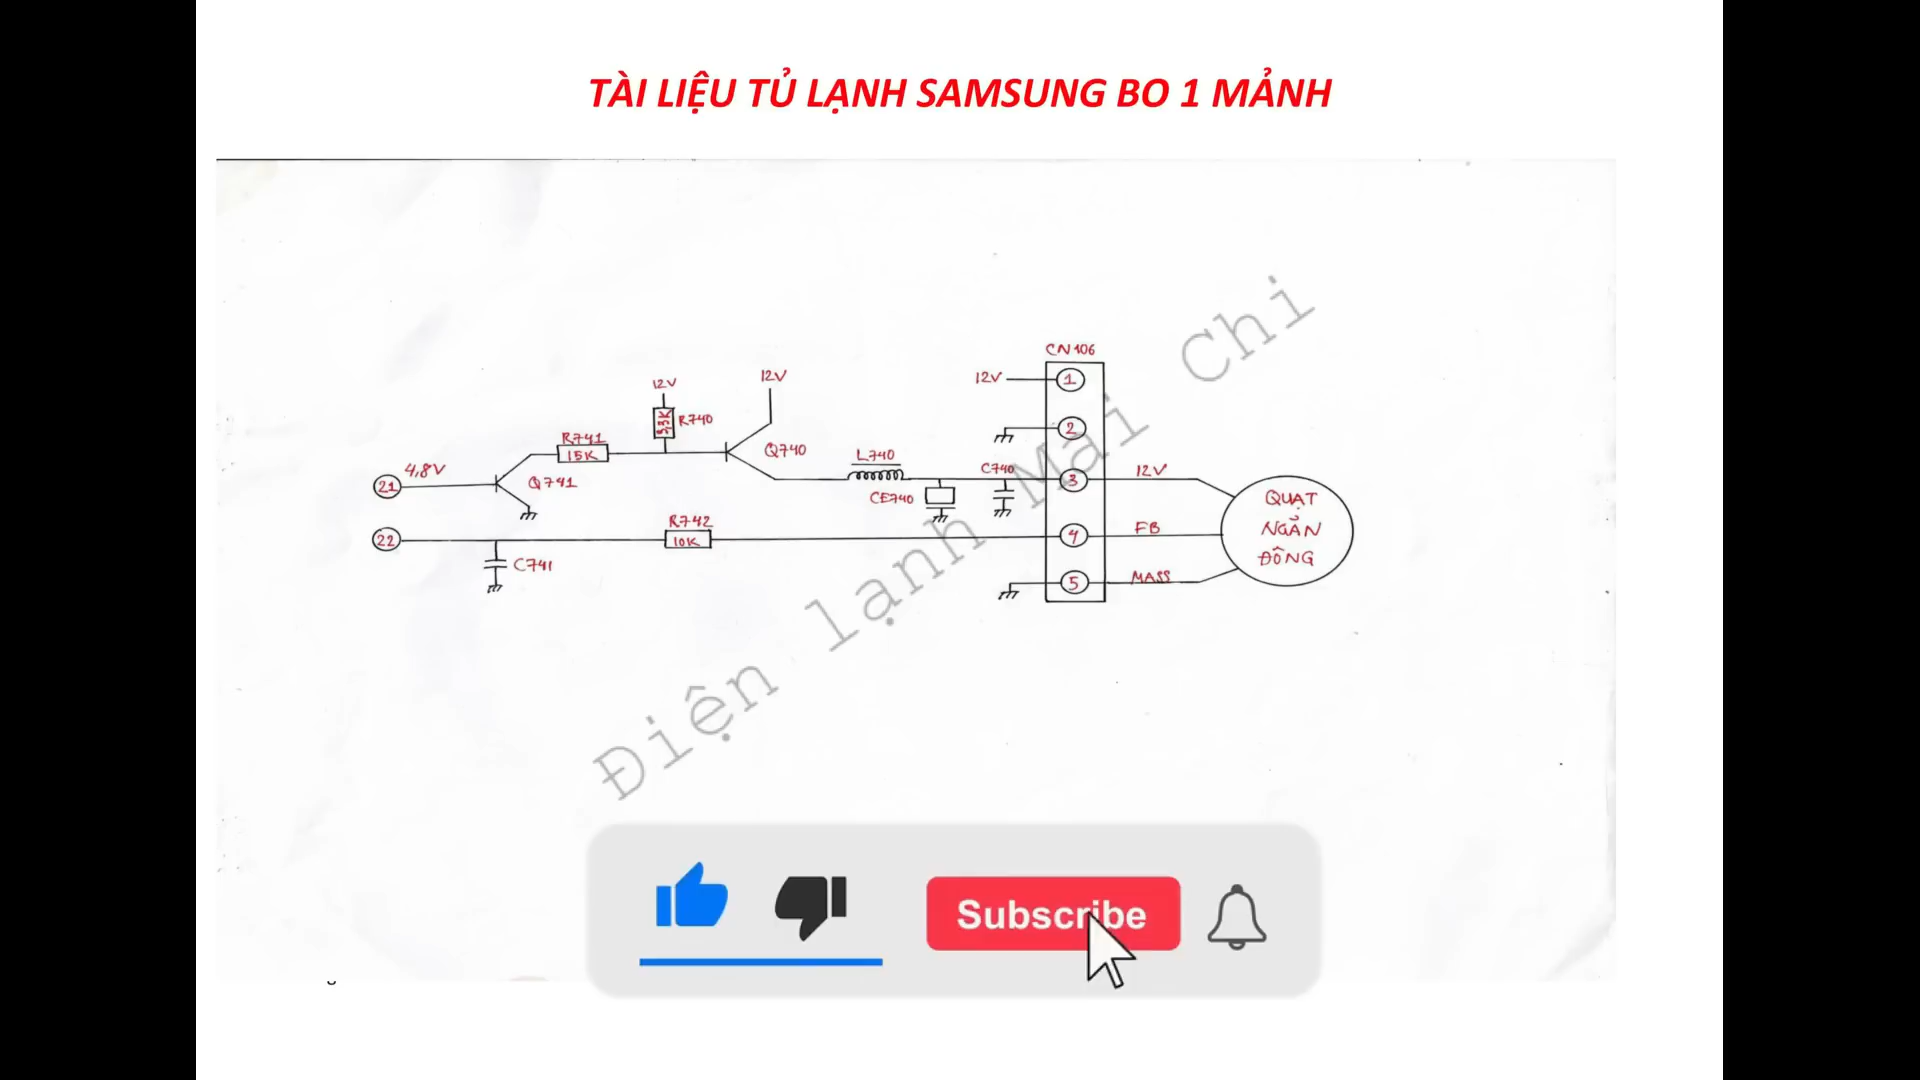 TÀI LIỆU TỦ LẠNH SAMSUNG BO 1 MẢNH
CN106
12V
1
12V
12V
3,3K
R740
2
R741
15K
Q740
L740
C740
3
12V
21
4,8V
Q741
CE740
QUẠT
NGĂN
ĐÔNG
22
R742
10K
4
FB
C741
5
MASS
Điện lạnh Mai Chi
Subscribe